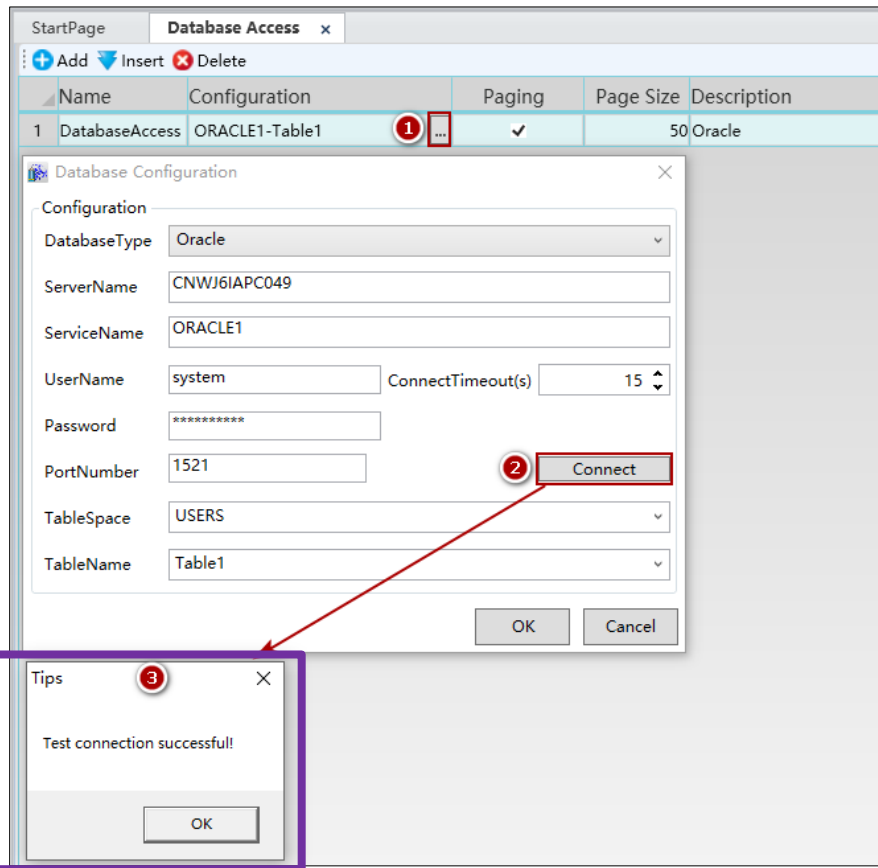 StartPage Database Access x
Add Insert Delete
Name Configuration Paging Page Size Description
1 DatabaseAccess ORACLE1-Table1 1 ... 50 Oracle
Database Configuration
Configuration
DatabaseType Oracle
ServerName CNWJ6IAPC049
ServiceName ORACLE1
UserName system ConnectTimeout(s) 15
Password **********
PortNumber 1521 2 Connect
TableSpace USERS
TableName Table1
OK Cancel
Tips 3
Test connection successful!
OK